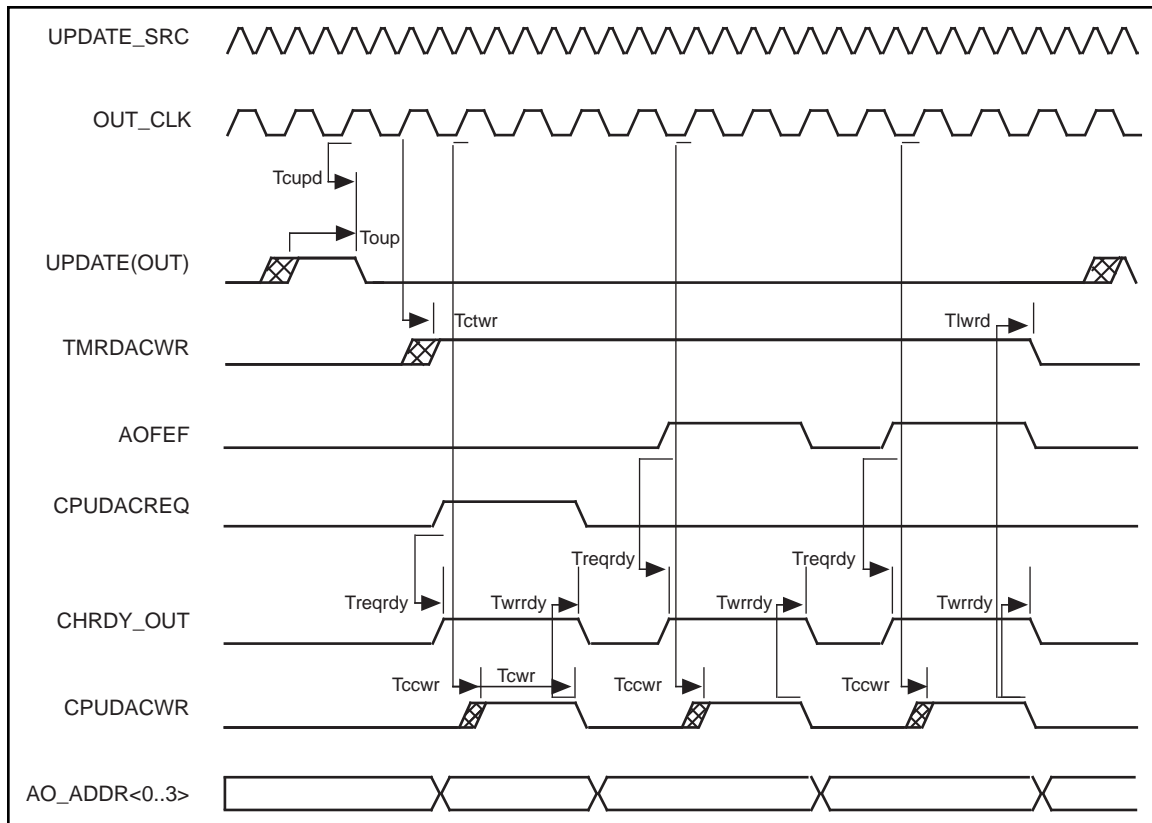 UPDATE_SRC
OUT_CLK
Tcupd
Toup
UPDATE(OUT)
Tctwr
Tlwrd
TMRDACWR
AOFEF
CPUDACREQ
Treqrdy
Treqrdy
Treqrdy
Twrrdy
Twrrdy
Twrrdy
CHRDY_OUT
Tccwr
Tcwr
Tccwr
Tccwr
CPUDACWR
AO_ADDR<0..3>